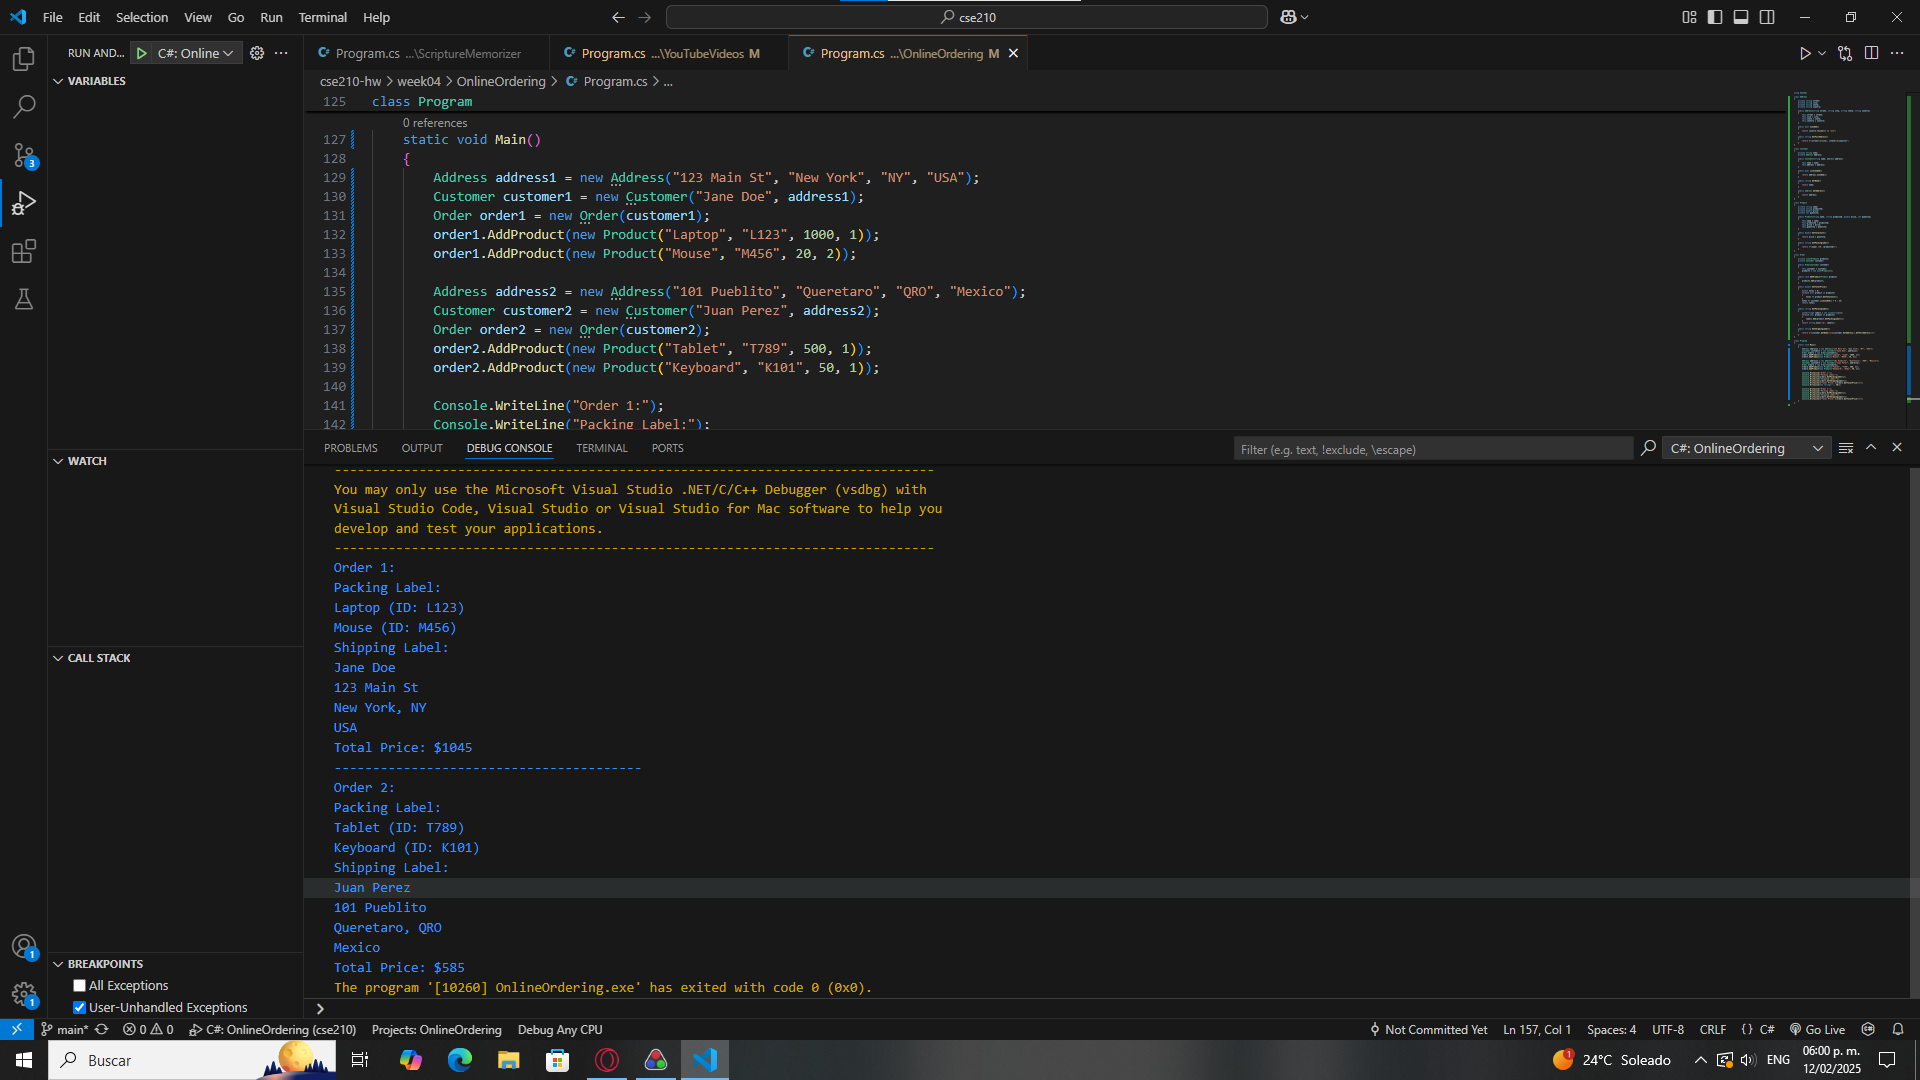 File Edit Selection View Go Run Terminal Help
cse210
RUN AND... C#: Online
Program.cs ...\ScriptureMemorizer
Program.cs ...\YouTubeVideos M
Program.cs ...\OnlineOrdering M
cse210-hw > week04 > OnlineOrdering > Program.cs > ...
VARIABLES
125 class Program
0 references
127 static void Main()
128 {
129 Address address1 = new Address("123 Main St", "New York", "NY", "USA");
130 Customer customer1 = new Customer("Jane Doe", address1);
131 Order order1 = new Order(customer1);
132 order1.AddProduct(new Product("Laptop", "L123", 1000, 1));
133 order1.AddProduct(new Product("Mouse", "M456", 20, 2));
134
135 Address address2 = new Address("101 Pueblito", "Queretaro", "QRO", "Mexico");
136 Customer customer2 = new Customer("Juan Perez", address2);
137 Order order2 = new Order(customer2);
138 order2.AddProduct(new Product("Tablet", "T789", 500, 1));
139 order2.AddProduct(new Product("Keyboard", "K101", 50, 1));
140
141 Console.WriteLine("Order 1:");
142 Console.WriteLine("Packing Label:");
PROBLEMS OUTPUT DEBUG CONSOLE TERMINAL PORTS
Filter (e.g. text, !exclude, \escape)
C#: OnlineOrdering
WATCH
CALL STACK
BREAKPOINTS
All Exceptions
User-Unhandled Exceptions
------------------------------------------------------------------------------
You may only use the Microsoft Visual Studio .NET/C/C++ Debugger (vsdbg) with
Visual Studio Code, Visual Studio or Visual Studio for Mac software to help you
develop and test your applications.
------------------------------------------------------------------------------
Order 1:
Packing Label:
Laptop (ID: L123)
Mouse (ID: M456)
Shipping Label:
Jane Doe
123 Main St
New York, NY
USA
Total Price: $1045
----------------------------------------
Order 2:
Packing Label:
Tablet (ID: T789)
Keyboard (ID: K101)
Shipping Label:
Juan Perez
101 Pueblito
Queretaro, QRO
Mexico
Total Price: $585
The program '[10260] OnlineOrdering.exe' has exited with code 0 (0x0).
3
1
1
main* 0 0 C#: OnlineOrdering (cse210) Projects: OnlineOrdering Debug Any CPU
Not Committed Yet Ln 157, Col 1 Spaces: 4 UTF-8 CRLF {} C# Go Live
Buscar
1 24°C Soleado ENG
06:00 p. m.
12/02/2025